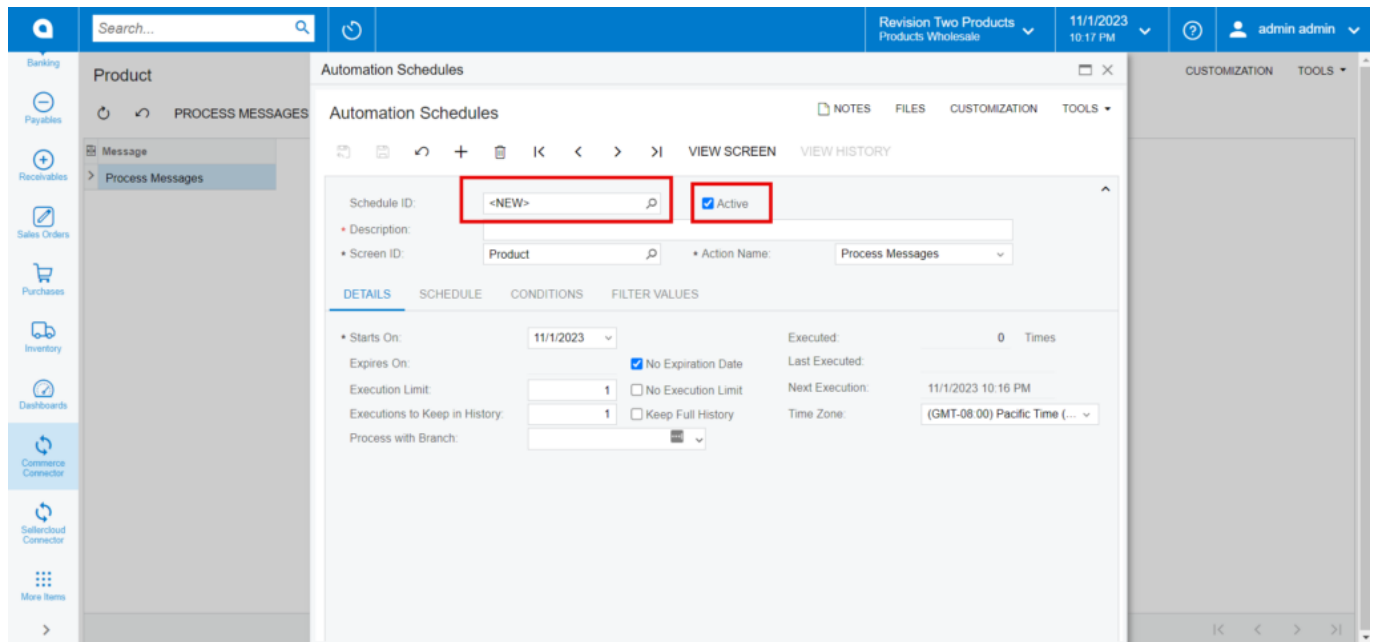 Search...
Revision Two Products
Products Wholesale
11/1/2023
10:17 PM
admin admin
Banking
Payables
Receivables
Sales Orders
Purchases
Inventory
Dashboards
Commerce
Connector
Sellercloud
Connector
More Items
Product
PROCESS MESSAGES
Message
Process Messages
CUSTOMIZATION TOOLS
Automation Schedules
Automation Schedules
NOTES FILES CUSTOMIZATION TOOLS
VIEW SCREEN VIEW HISTORY
Schedule ID: <NEW> Active
* Description:
* Screen ID: Product * Action Name: Process Messages
DETAILS SCHEDULE CONDITIONS FILTER VALUES
* Starts On: 11/1/2023 Executed: 0 Times
Expires On: No Expiration Date Last Executed:
Execution Limit: 1 No Execution Limit Next Execution: 11/1/2023 10:16 PM
Executions to Keep in History: 1 Keep Full History Time Zone: (GMT-08:00) Pacific Time (...
Process with Branch: